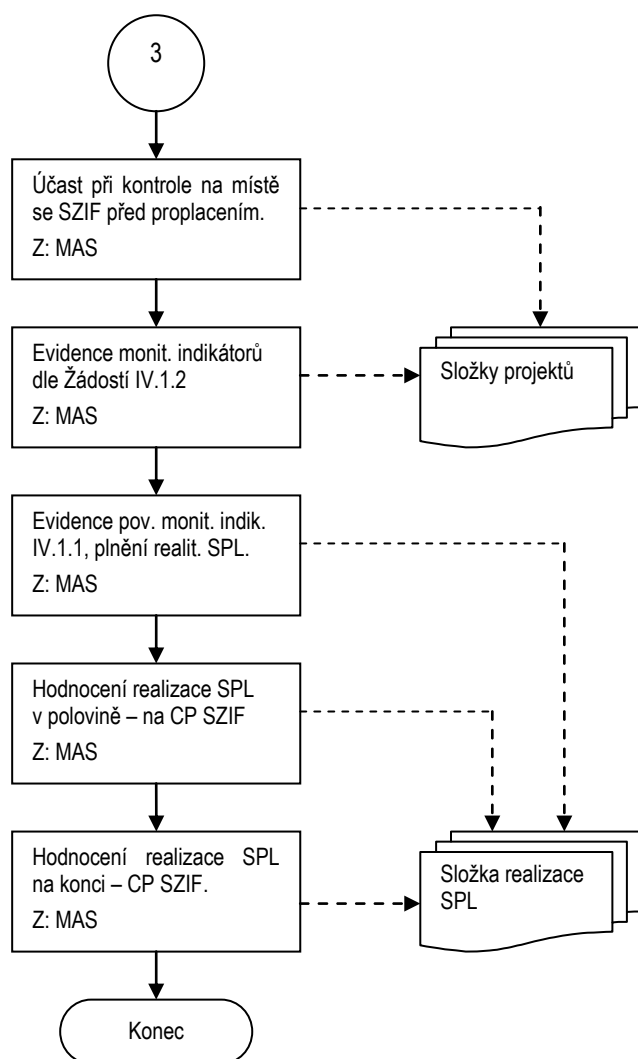 3
Účast při kontrole na místě
se SZIF před proplacením.
Z: MAS
Evidence monit. indikátorů
dle Žádostí IV.1.2
Z: MAS
Složky projektů
Evidence pov. monit. indik.
IV.1.1, plnění realit. SPL.
Z: MAS
Hodnocení realizace SPL
v polovině – na CP SZIF
Z: MAS
Hodnocení realizace SPL
na konci – CP SZIF.
Z: MAS
Složka realizace
SPL
Konec